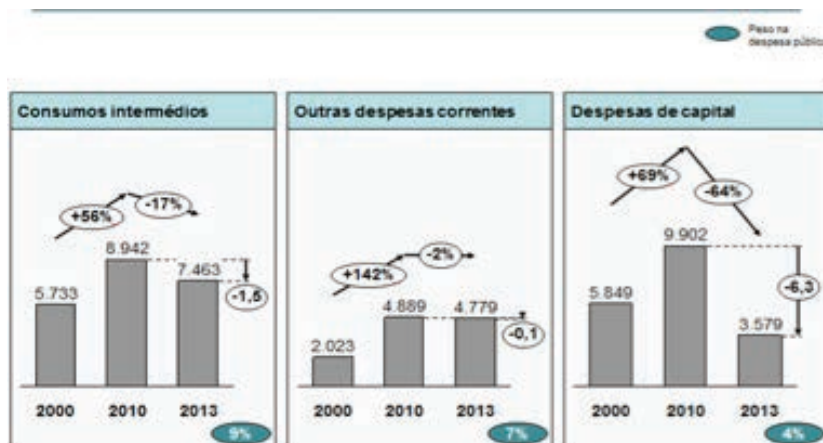 Peso na
despesa pública
Consumos intermédios
+56%
-17%
8.942
7.463
5.733
-1,5
2000 2010 2013
9%
Outras despesas correntes
+142%
-2%
4.889
4.779
2.023
-0,1
2000 2010 2013
7%
Despesas de capital
+69%
-64%
9.902
5.849
-6,3
3.579
2000 2010 2013
4%